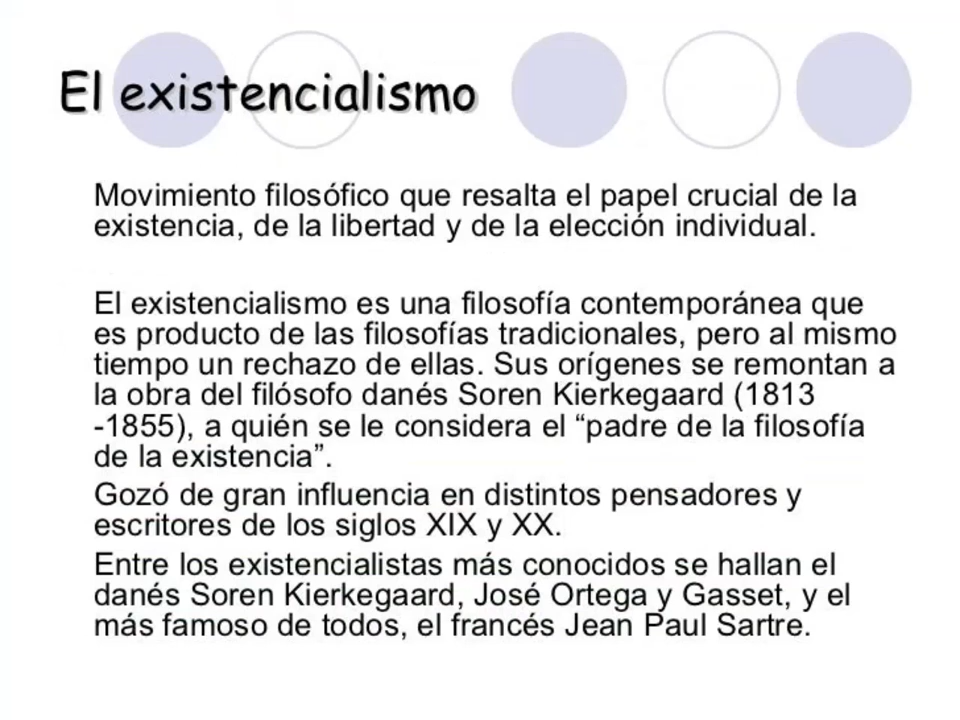 El existencialismo
Movimiento filosófico que resalta el papel crucial de la
existencia, de la libertad y de la elección individual.
El existencialismo es una filosofía contemporánea que
es producto de las filosofías tradicionales, pero al mismo
tiempo un rechazo de ellas. Sus orígenes se remontan a
la obra del filósofo danés Soren Kierkegaard (1813
-1855), a quién se le considera el “padre de la filosofía
de la existencia”.
Gozó de gran influencia en distintos pensadores y
escritores de los siglos XIX y XX.
Entre los existencialistas más conocidos se hallan el
danés Soren Kierkegaard, José Ortega y Gasset, y el
más famoso de todos, el francés Jean Paul Sartre.